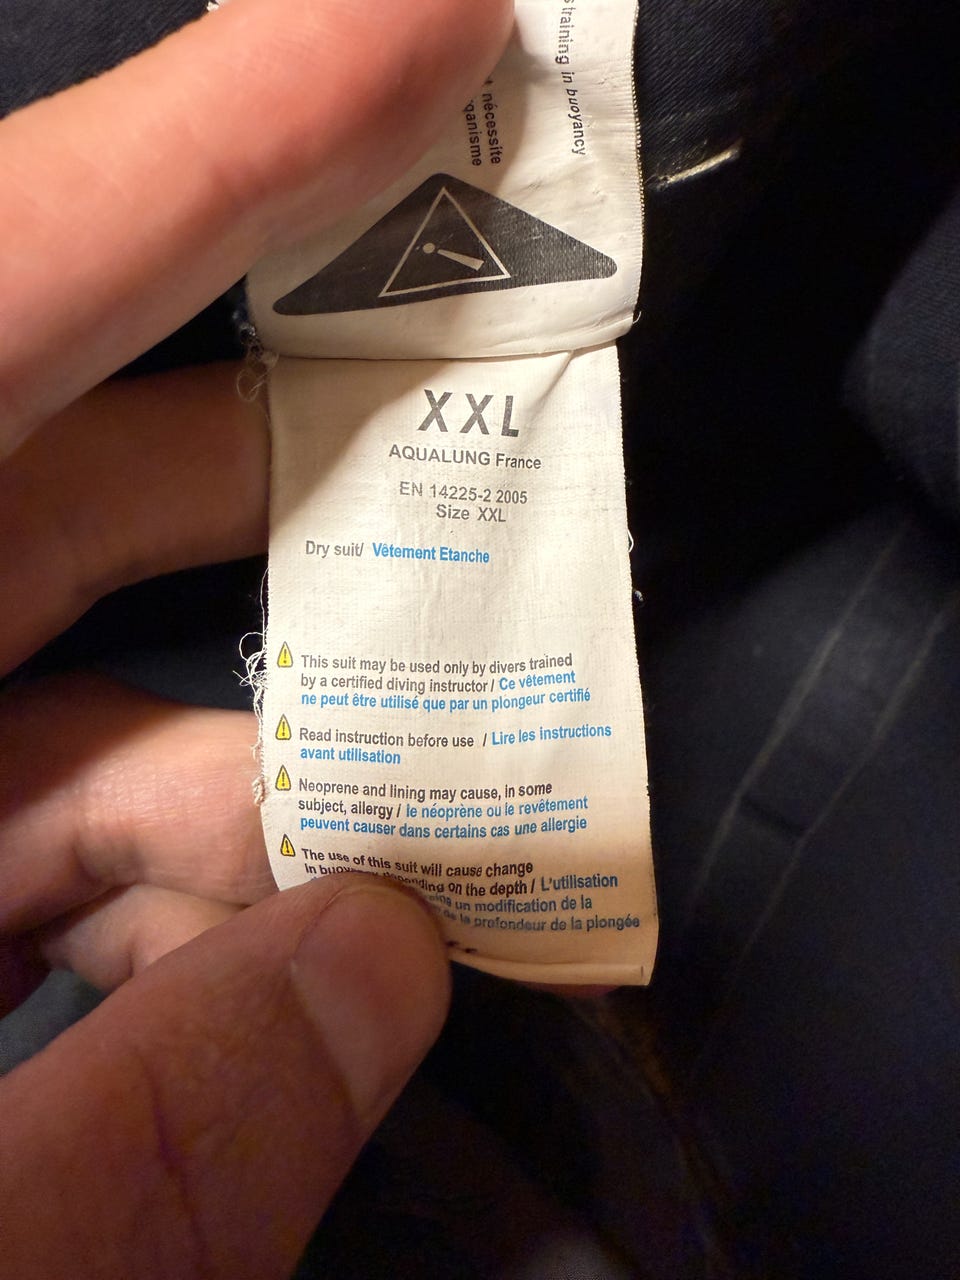 training in buoyancy
nécessite
XXL
AQUALUNG France
EN 14225-2 2005
Size XXL
Dry suit/ Vêtement Etanche
This suit may be used only by divers trained
by a certified diving instructor / Ce vêtement
ne peut être utilisé que par un plongeur certifié
Read instruction before use / Lire les instructions
avant utilisation
Neoprene and lining may cause, in some
subject, allergy / le néoprène ou le revêtement
peuvent causer dans certains cas une allergie
The use of this suit will cause change
in on the depth / L'utilisation
un modification de la
de la profondeur de la plongée